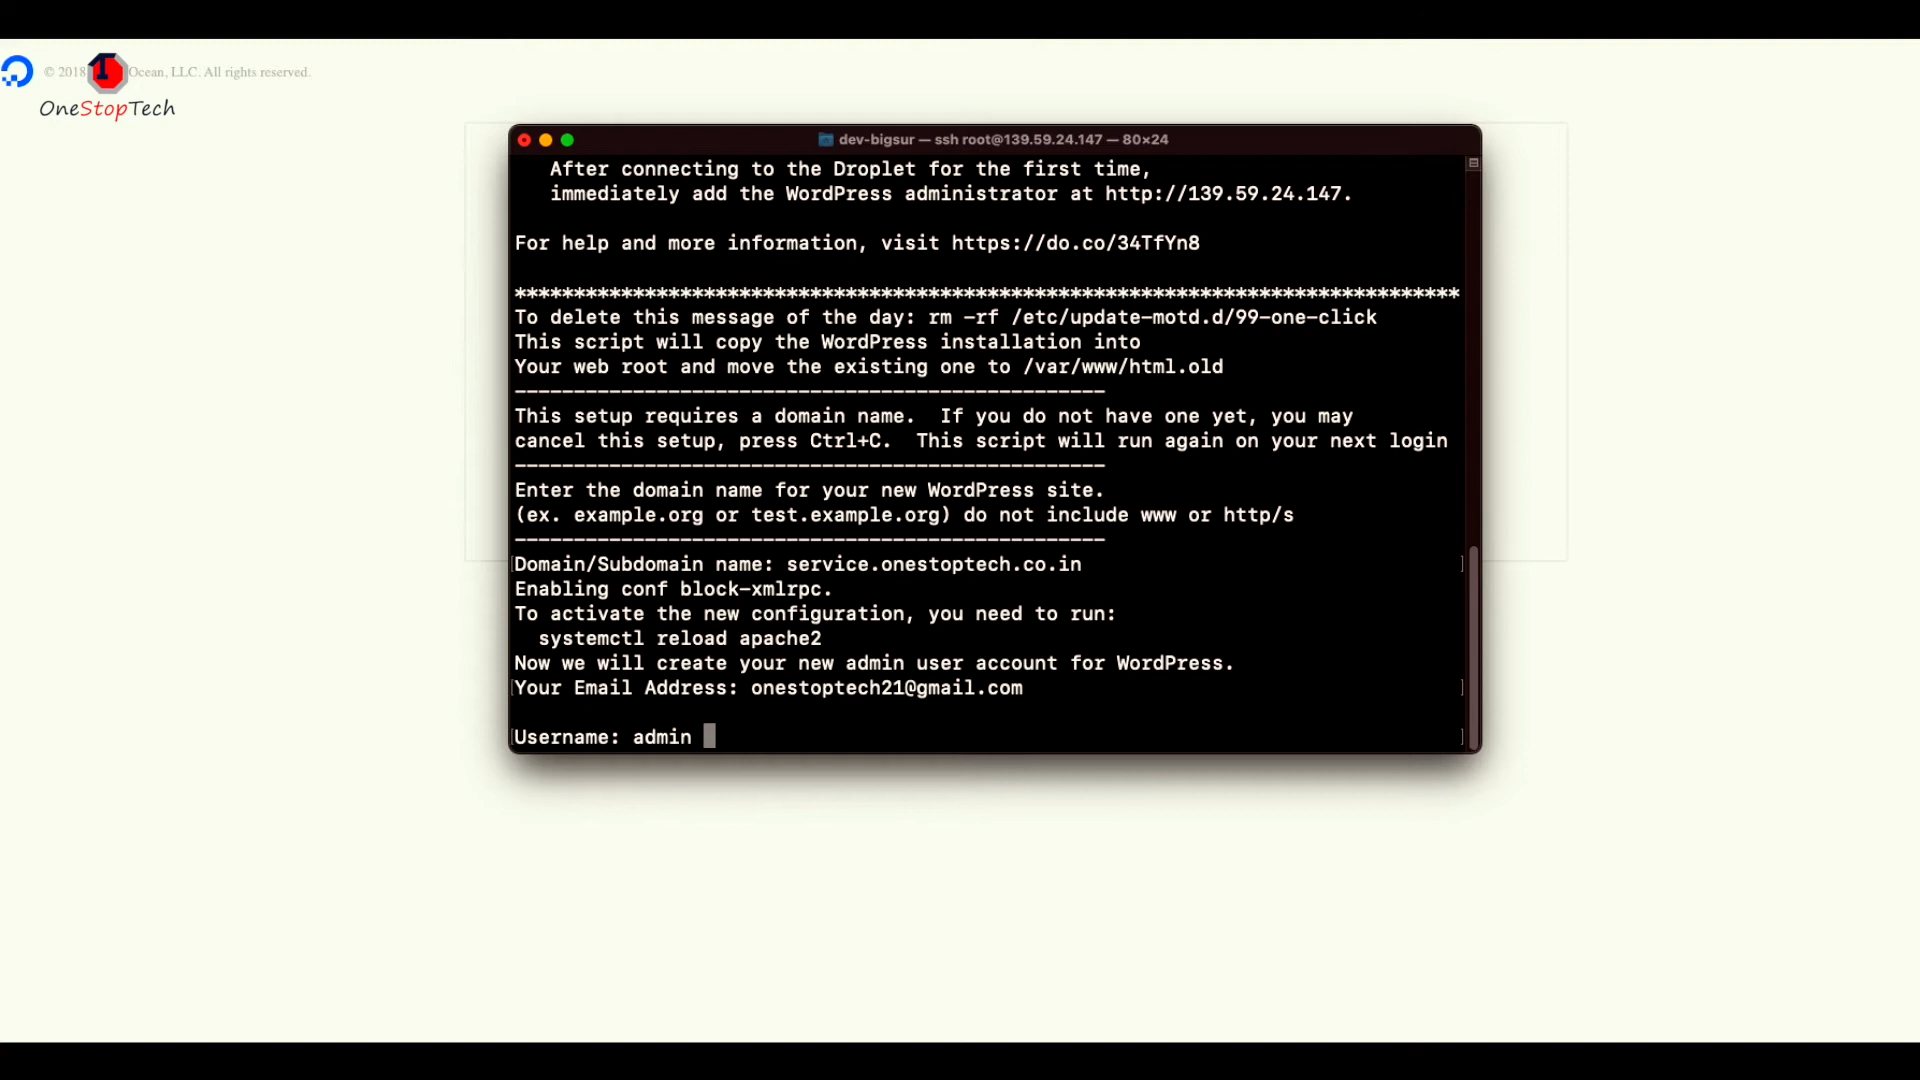 © 2018 Ocean, LLC. All rights reserved.
1
OneStopTech
dev-bigsur — ssh root@139.59.24.147 — 80×24
After connecting to the Droplet for the first time,
immediately add the WordPress administrator at http://139.59.24.147.
For help and more information, visit https://do.co/34TfYn8
********************************************************************************
To delete this message of the day: rm -rf /etc/update-motd.d/99-one-click
This script will copy the WordPress installation into
Your web root and move the existing one to /var/www/html.old
--------------------------------------------------
This setup requires a domain name.  If you do not have one yet, you may
cancel this setup, press Ctrl+C.  This script will run again on your next login
--------------------------------------------------
Enter the domain name for your new WordPress site.
(ex. example.org or test.example.org) do not include www or http/s
--------------------------------------------------
[Domain/Subdomain name: service.onestoptech.co.in ]
Enabling conf block-xmlrpc.
To activate the new configuration, you need to run:
  systemctl reload apache2
Now we will create your new admin user account for WordPress.
[Your Email Address: onestoptech21@gmail.com ]
[Username: admin ]